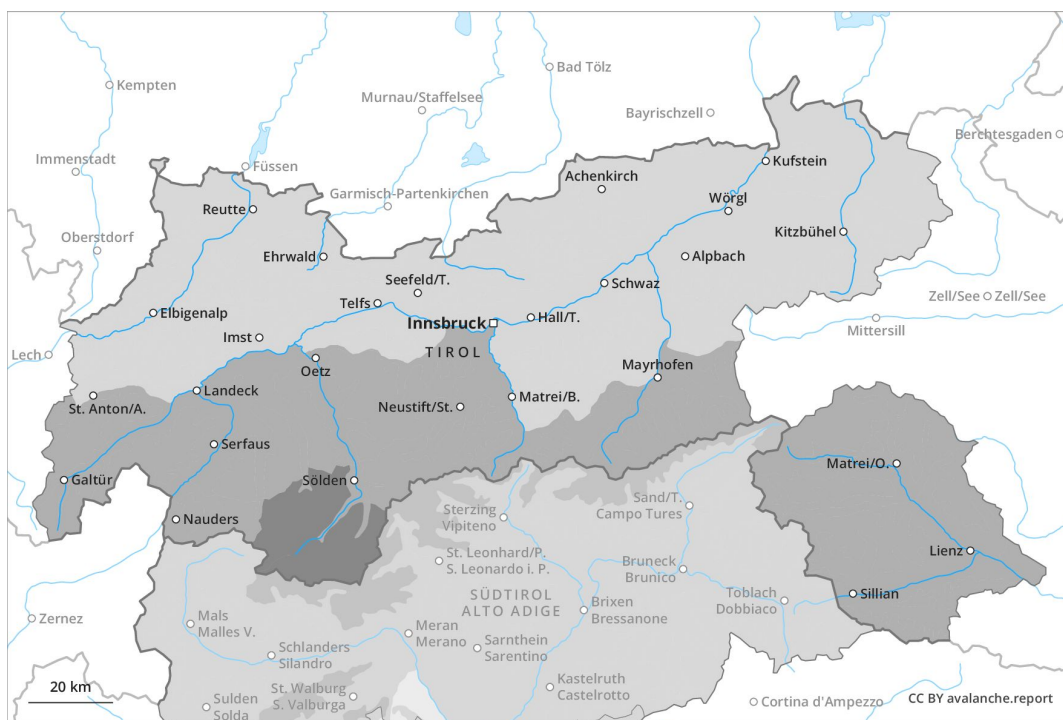 Kempten
Bad Tölz
Murnau/Staffelsee
Bayrischzell
Berchtesgaden
Immenstadt
Füssen
Kufstein
Achenkirch
Garmisch-Partenkirchen
Reutte
Wörgl
Oberstdorf
Kitzbühel
Ehrwald
Alpbach
Seefeld/T.
Schwaz
Telfs
Zell/See
Zell/See
Elbigenalp
Innsbruck
Hall/T.
Mittersill
Imst
Lech
TIROL
Oetz
Mayrhofen
Landeck
St. Anton/A.
Neustift/St.
Matrei/B.
Serfaus
Matrei/O.
Galtür
Sölden
Sand/T.
Campo Tures
Sterzing
Vipiteno
Nauders
Lienz
St. Leonhard/P.
S. Leonardo i. P.
Bruneck
Brunico
SÜDTIROL
ALTO ADIGE
Sillian
Toblach
Dobbiaco
Brixen
Bressanone
Zernez
Mals
Malles V.
Meran
Merano
Sarnthein
Sarentino
Schlanders
Silandro
Kastelruth
Castelrotto
20 km
St. Walburg
S. Valburga
Sulden
Solda
Cortina d'Ampezzo
CC BY avalanche.report